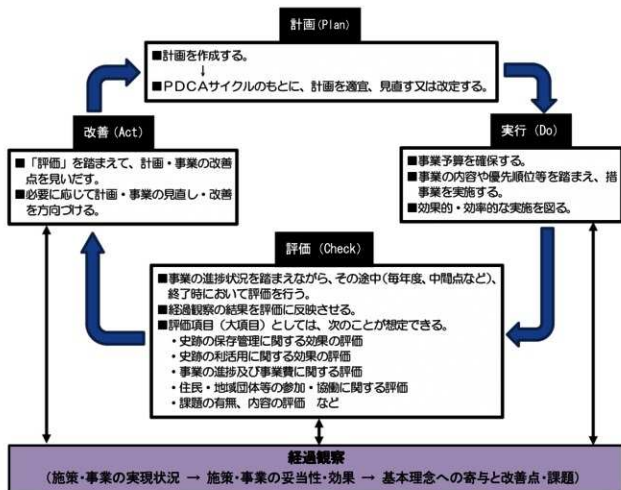 計画(Plan)
■計画を作成する。
↓
■PDCAサイクルのもとに、計画を適宜、見直す又は改定する。
改善(Act)
■「評価」を踏まえて、計画・事業の改善
点を見いだす。
■必要に応じて計画・事業の見直し・改善
を方向づける。
実行(Do)
■事業予算を確保する。
■事業の内容や優先順位等を踏まえ、措
事業を実施する。
■効果的・効率的な実施を図る。
評価(Check)
■事業の進捗状況を踏まえながら、その途中(毎年度、中間点など)、
終了時において評価を行う。
■経過観察の結果を評価に反映させる。
■評価項目(大項目)としては、次のことが想定できる。
・史跡の保存管理に関する効果の評価
・史跡の利活用に関する効果の評価
・事業の進捗及び事業費に関する評価
・住民・地域団体等の参加・協働に関する評価
・課題の有無、内容の評価 など
経過観察
(施策・事業の実現状況 → 施策・事業の妥当性・効果 → 基本理念への寄与と改善点・課題)